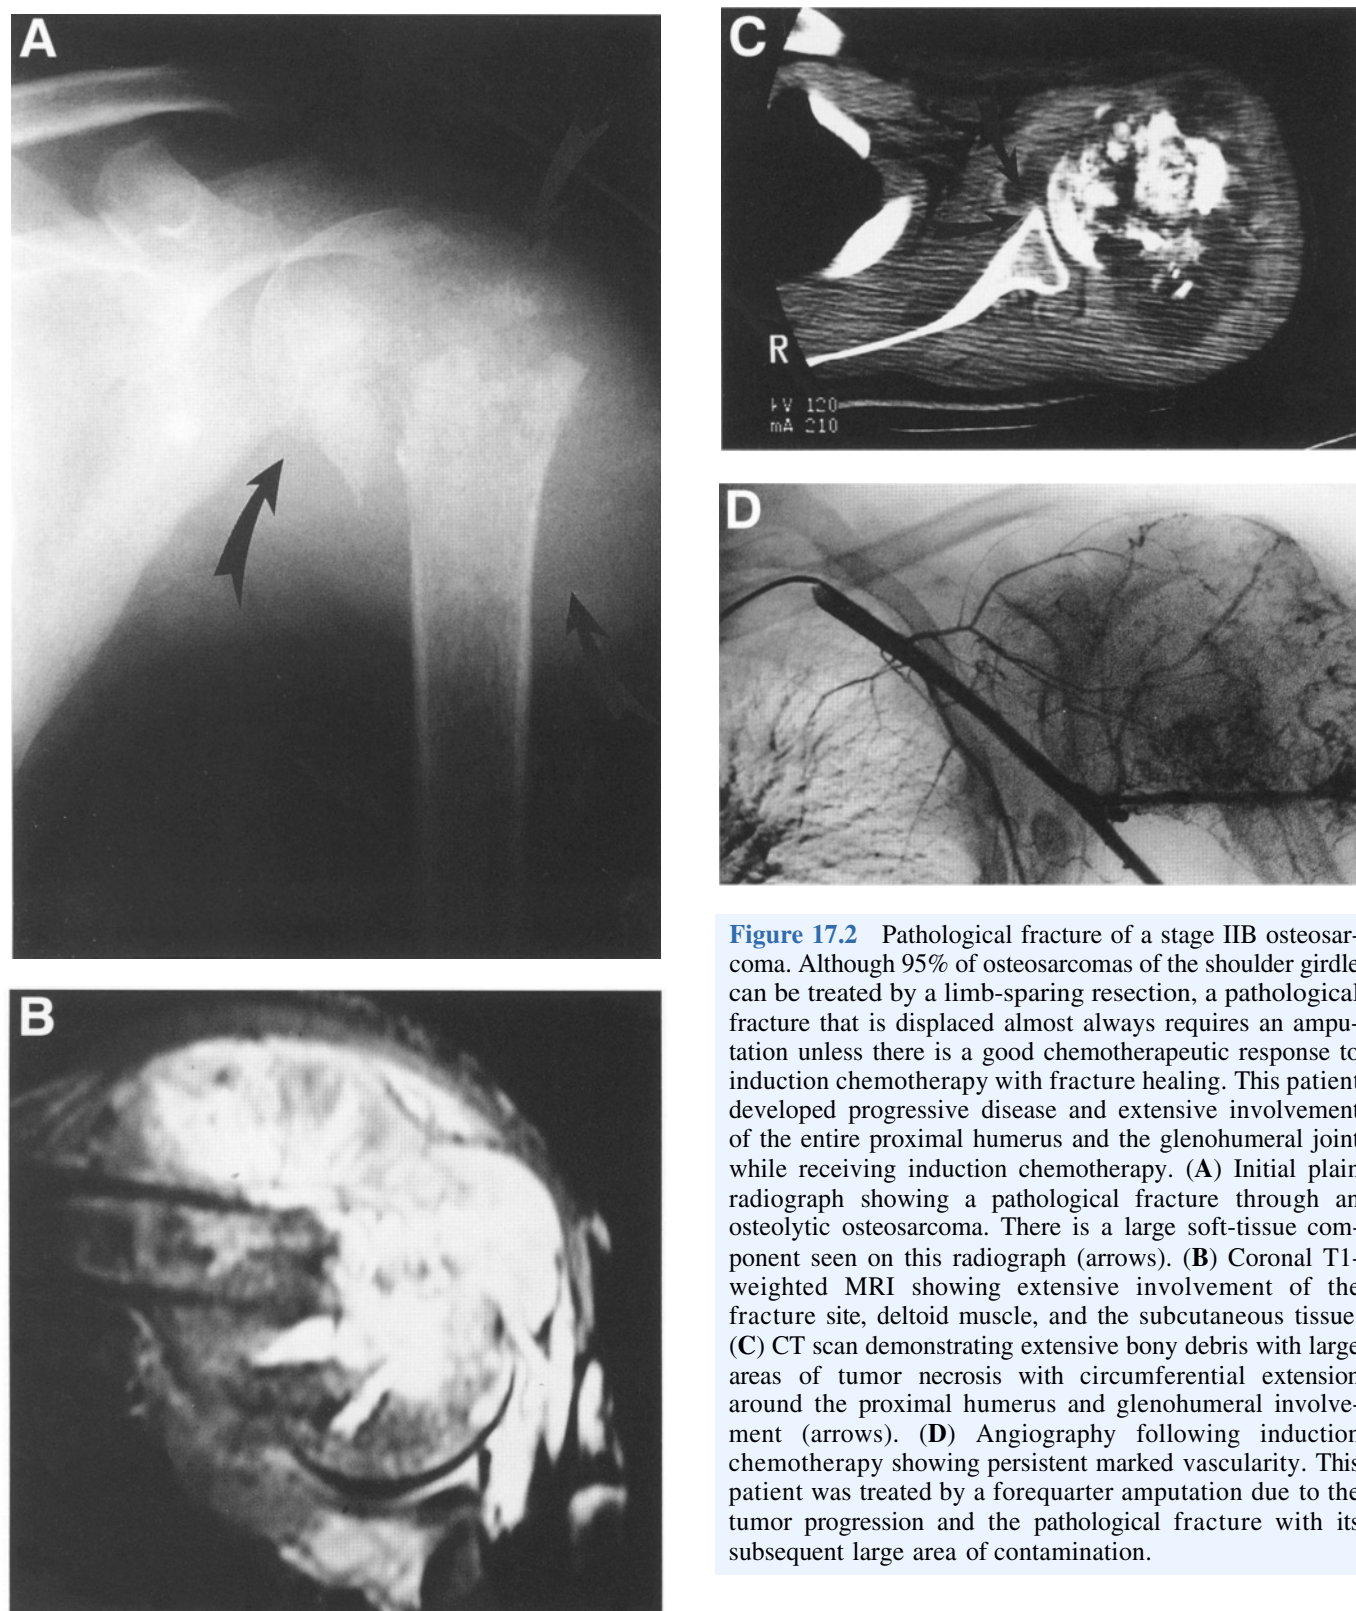 A
B
C
R
kV 120
mA 210
D
Figure 17.2 Pathological fracture of a stage IIB osteosar-
coma. Although 95% of osteosarcomas of the shoulder girdle
can be treated by a limb-sparing resection, a pathological
fracture that is displaced almost always requires an ampu-
tation unless there is a good chemotherapeutic response to
induction chemotherapy with fracture healing. This patient
developed progressive disease and extensive involvement
of the entire proximal humerus and the glenohumeral joint
while receiving induction chemotherapy. (A) Initial plain
radiograph showing a pathological fracture through an
osteolytic osteosarcoma. There is a large soft-tissue com-
ponent seen on this radiograph (arrows). (B) Coronal T1-
weighted MRI showing extensive involvement of the
fracture site, deltoid muscle, and the subcutaneous tissue
(C) CT scan demonstrating extensive bony debris with large
areas of tumor necrosis with circumferential extension
around the proximal humerus and glenohumeral involve-
ment (arrows). (D) Angiography following induction
chemotherapy showing persistent marked vascularity. This
patient was treated by a forequarter amputation due to the
tumor progression and the pathological fracture with its
subsequent large area of contamination.